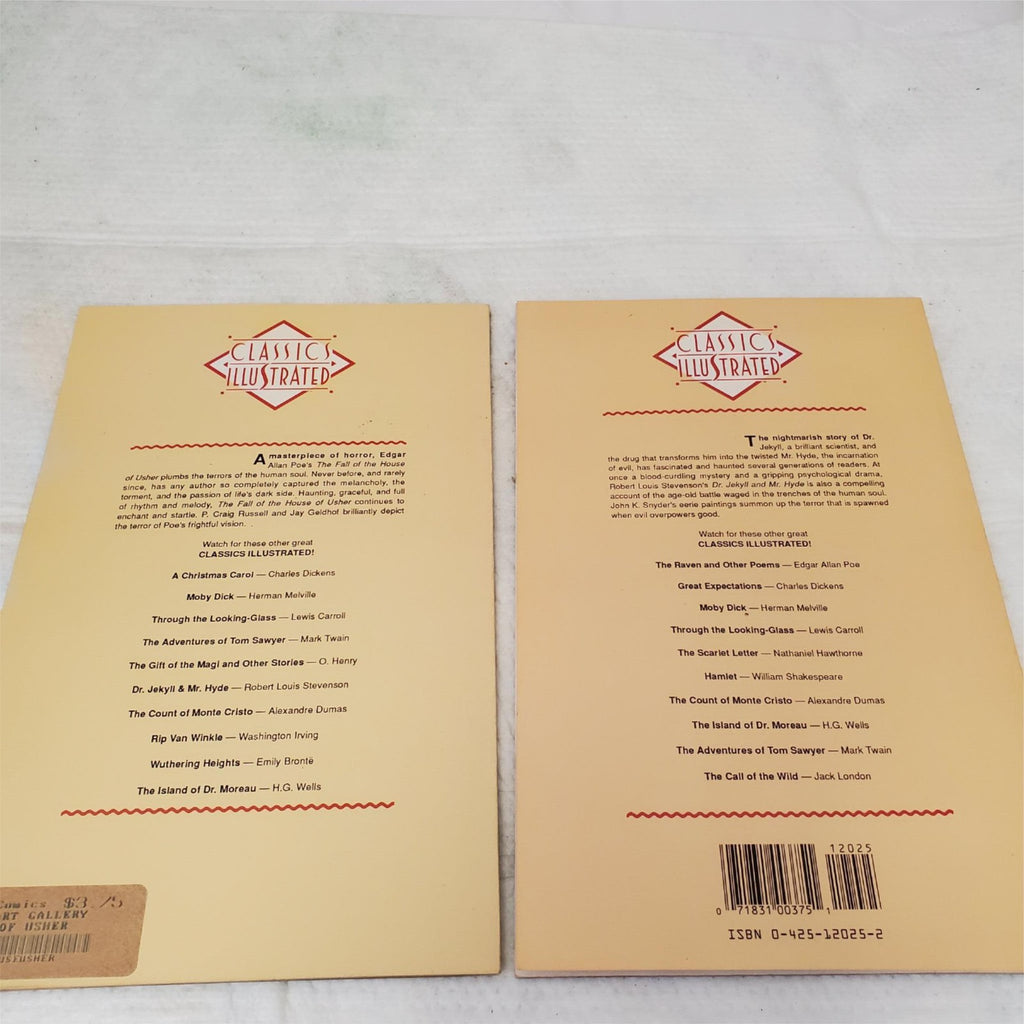 CLASSICS
ILLUSTRATED
A masterpiece of horror, Edgar
Allan Poe's The Fall of the House
of Usher plumbs the terrors of the human soul. Never before, and rarely
since, has any author so completely captured the melancholy, the
torment, and the passion of life's dark side. Haunting, graceful, and full
of rhythm and melody, The Fall of the House of Usher continues to
enchant and startle. P. Craig Russell and Jay Geldhof brilliantly depict
the terror of Poe's frightful vision.
Watch for these other great
CLASSICS ILLUSTRATED!
A Christmas Carol — Charles Dickens
Moby Dick — Herman Melville
Through the Looking-Glass — Lewis Carroll
The Adventures of Tom Sawyer — Mark Twain
The Gift of the Magi and Other Stories — O. Henry
Dr. Jekyll & Mr. Hyde — Robert Louis Stevenson
The Count of Monte Cristo — Alexandre Dumas
Rip Van Winkle — Washington Irving
Wuthering Heights — Emily Brontë
The Island of Dr. Moreau — H.G. Wells
Comics $3.75
RT GALLERY
OF USHER
USEUSHER
CLASSICS
ILLUSTRATED
The nightmarish story of Dr.
Jekyll, a brilliant scientist, and
the drug that transforms him into the twisted Mr. Hyde, the incarnation
of evil, has fascinated and haunted several generations of readers. At
once a blood-curdling mystery and a gripping psychological drama,
Robert Louis Stevenson's Dr. Jekyll and Mr. Hyde is also a compelling
account of the age-old battle waged in the trenches of the human soul.
John K. Snyder's eerie paintings summon up the terror that is spawned
when evil overpowers good.
Watch for these other great
CLASSICS ILLUSTRATED!
The Raven and Other Poems — Edgar Allan Poe
Great Expectations — Charles Dickens
Moby Dick — Herman Melville
Through the Looking-Glass — Lewis Carroll
The Scarlet Letter — Nathaniel Hawthorne
Hamlet — William Shakespeare
The Count of Monte Cristo — Alexandre Dumas
The Island of Dr. Moreau — H.G. Wells
The Adventures of Tom Sawyer — Mark Twain
The Call of the Wild — Jack London
12025
0 71831 00375 1
ISBN 0-425-12025-2